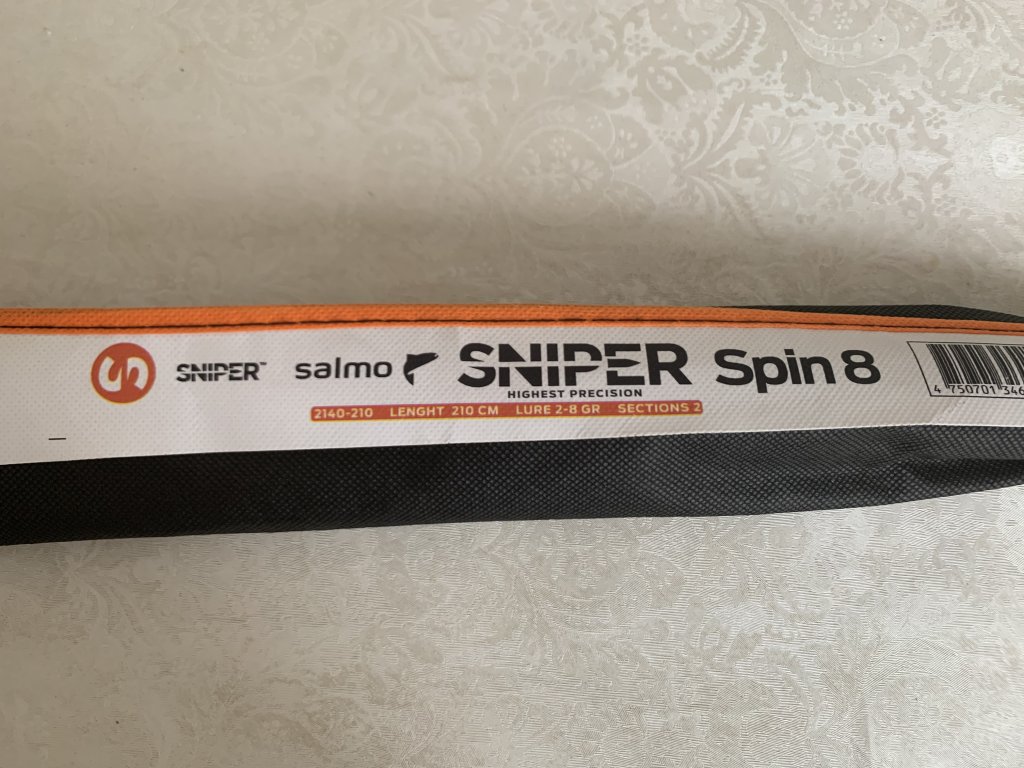 SNIPER™
salmo SNIPER Spin 8
HIGHEST PRECISION
2140-210 LENGHT 210 CM LURE 2-8 GR SECTIONS 2
4 750701 346